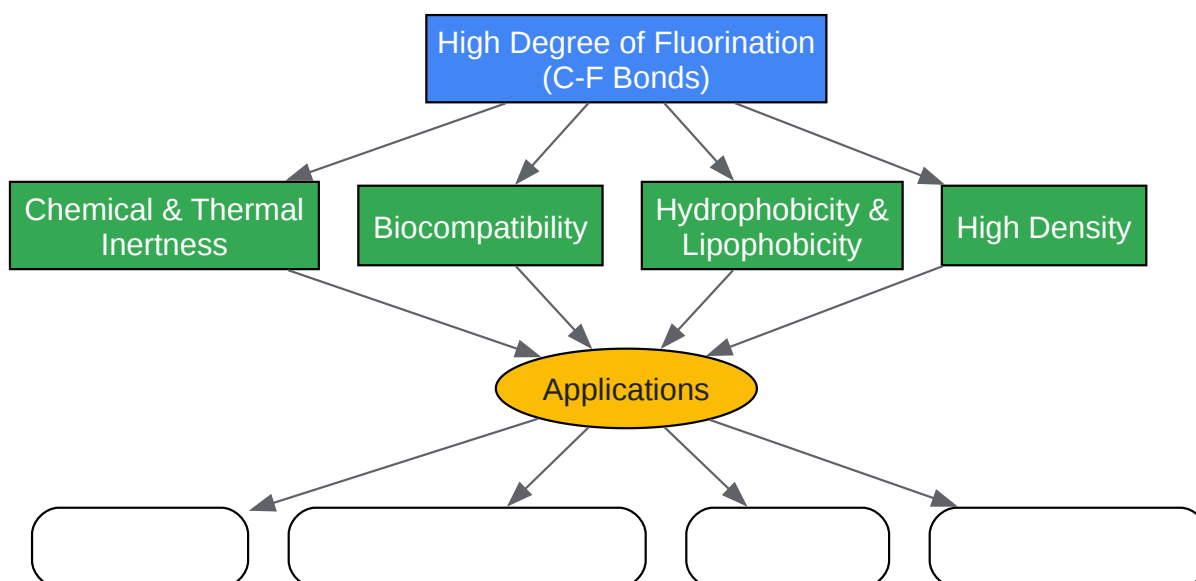 High Degree of Fluorination
(C-F Bonds)
Chemical & Thermal
Inertness
Biocompatibility
Hydrophobicity &
Lipophobicity
High Density
Applications